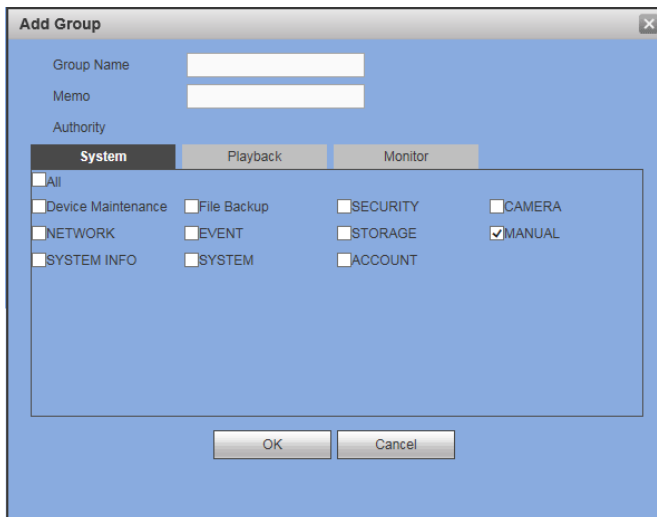 Add Group
Group Name
Memo
Authority
System Playback Monitor
All
Device Maintenance File Backup SECURITY CAMERA
NETWORK EVENT STORAGE MANUAL
SYSTEM INFO SYSTEM ACCOUNT
OK Cancel